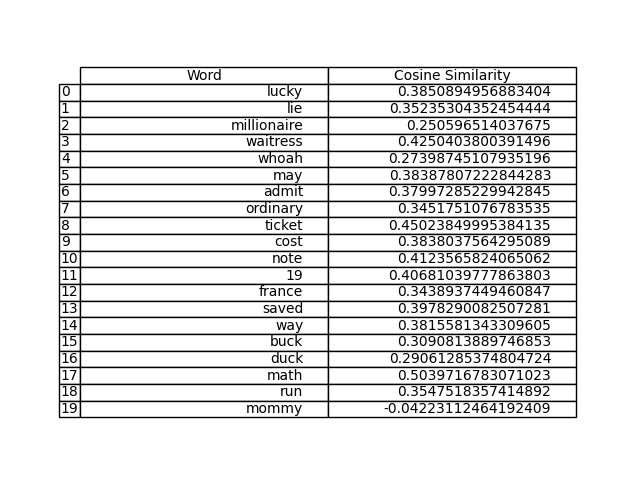 Word Cosine Similarity
0 lucky 0.3850894956883404
1 lie 0.35235304352454444
2 millionaire 0.250596514037675
3 waitress 0.4250403800391496
4 whoah 0.27398745107935196
5 may 0.38387807222844283
6 admit 0.37997285229942845
7 ordinary 0.3451751076783535
8 ticket 0.45023849995384135
9 cost 0.3838037564295089
10 note 0.4123565824065062
11 19 0.40681039777863803
12 france 0.3438937449460847
13 saved 0.3978290082507281
14 way 0.3815581343309605
15 buck 0.3090813889746853
16 duck 0.29061285374804724
17 math 0.5039716783071023
18 run 0.3547518357414892
19 mommy -0.04223112464192409